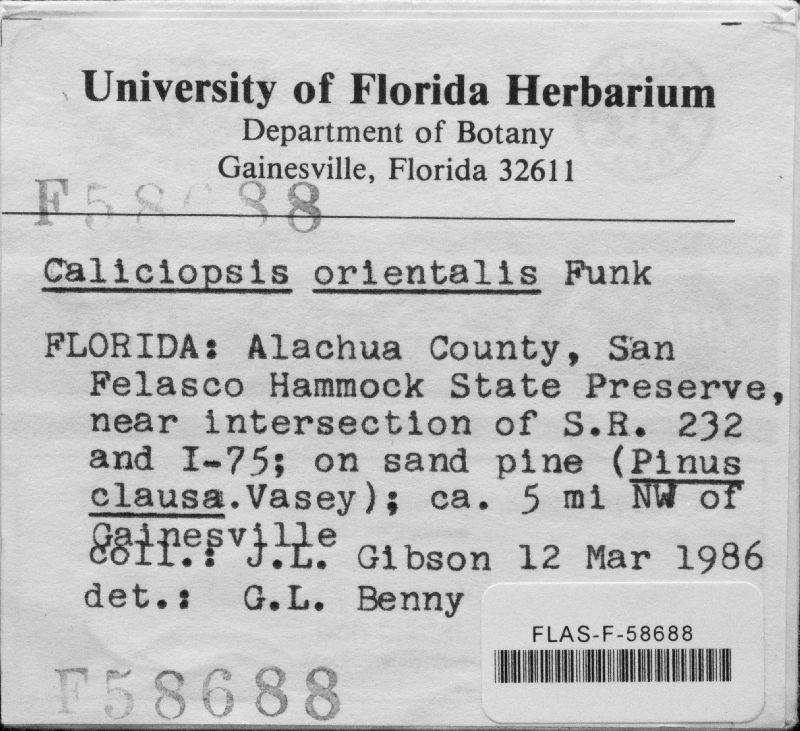 University of Florida Herbarium
Department of Botany
Gainesville, Florida 32611
F58688
Caliciopsis orientalis Funk
FLORIDA: Alachua County, San
Felasco Hammock State Preserve,
near intersection of S.R. 232
and I-75; on sand pine (Pinus
clausa.Vasey); ca. 5 mi NW of
Gainesville
coll.: J.L. Gibson 12 Mar 1986
det.: G.L. Benny
FLAS-F-58688
F58688